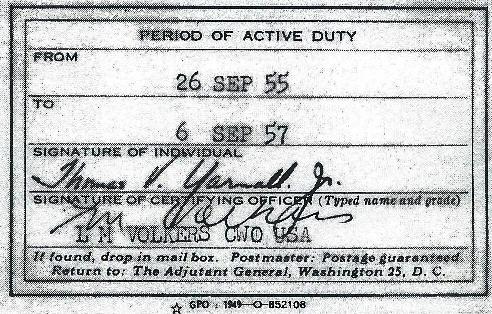 PERIOD OF ACTIVE DUTY
FROM
26 SEP 55
TO
6 SEP 57
SIGNATURE OF INDIVIDUAL
Thomas V. Yarnall. Jr.
SIGNATURE OF CERTIFYING OFFICER (Typed name and grade)
L M Volkers
L M VOLKERS CWO USA
If found, drop in mail box. Postmaster: Postage guaranteed.
Return to: The Adjutant General, Washington 25, D. C.
☆ GPO : 1949—O-852108